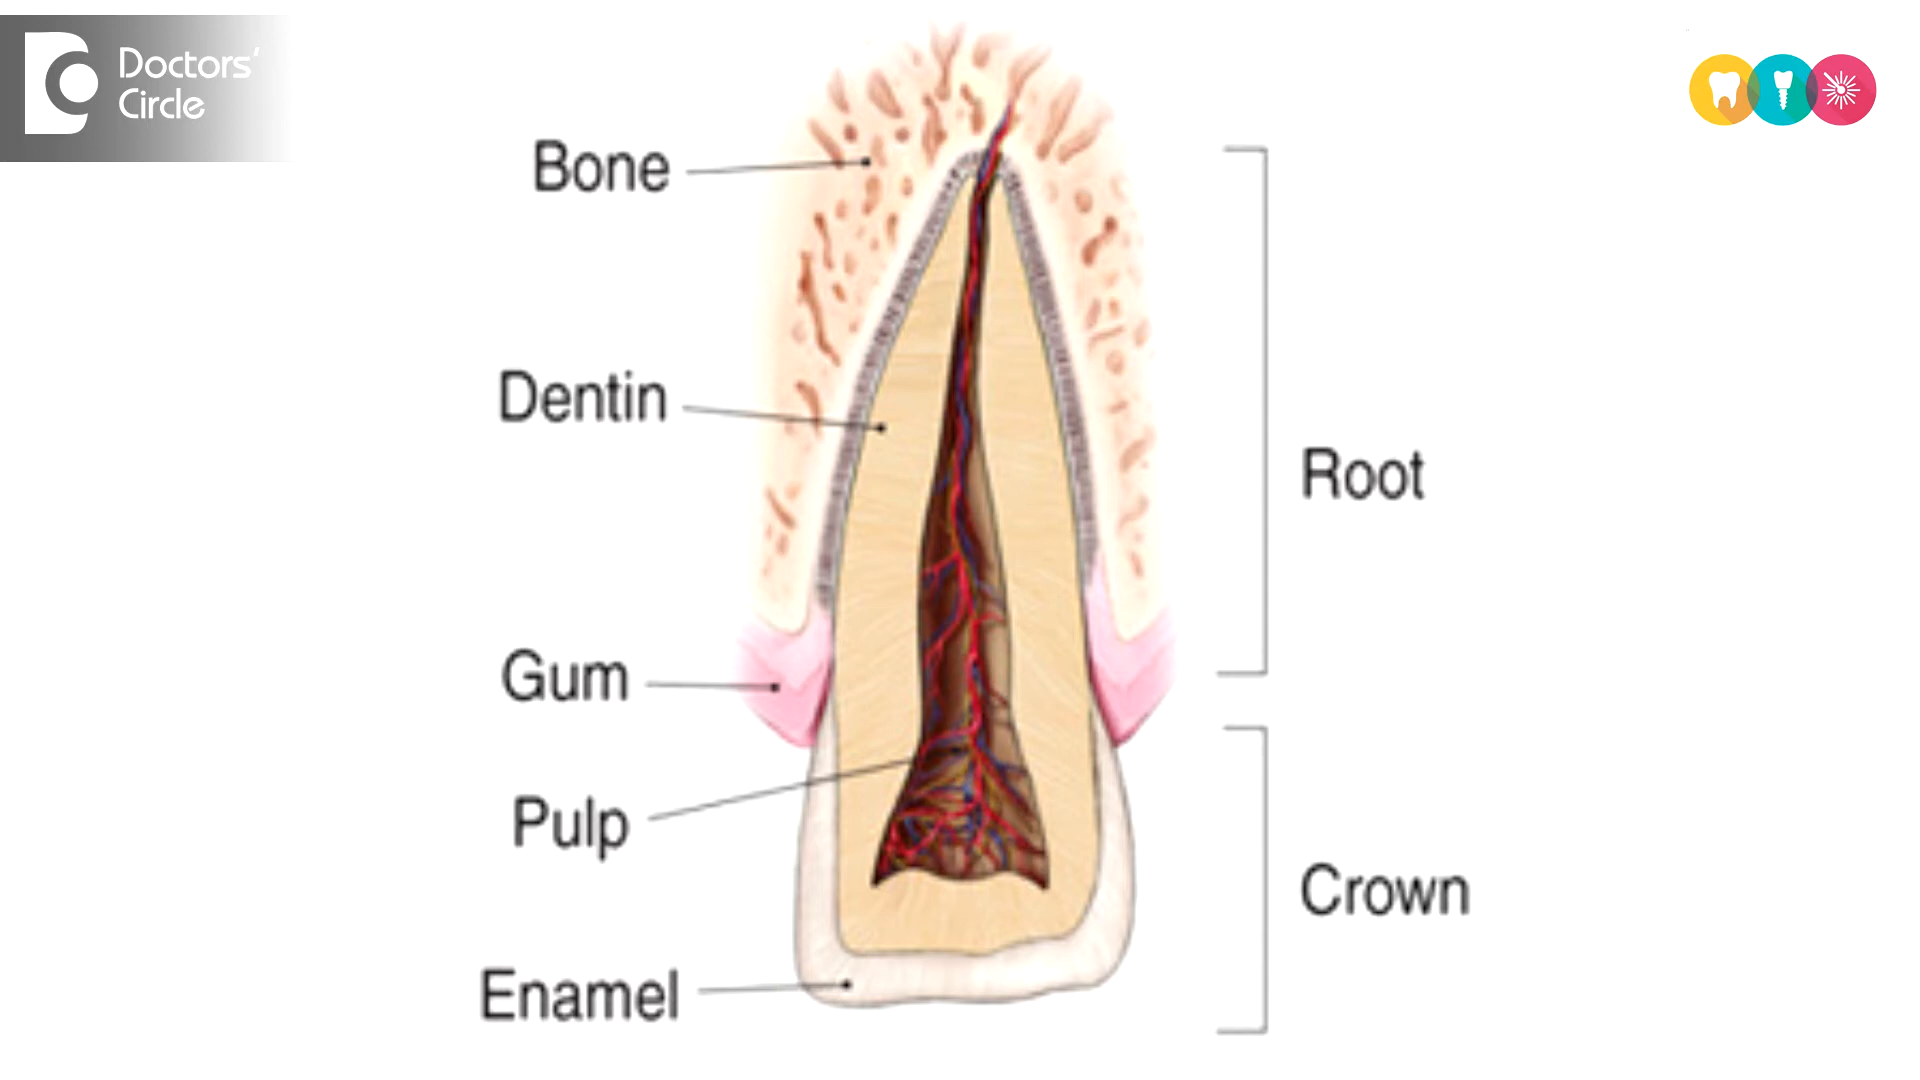 Doctors'
Circle
Bone
Dentin
Gum
Pulp
Enamel
Root
Crown